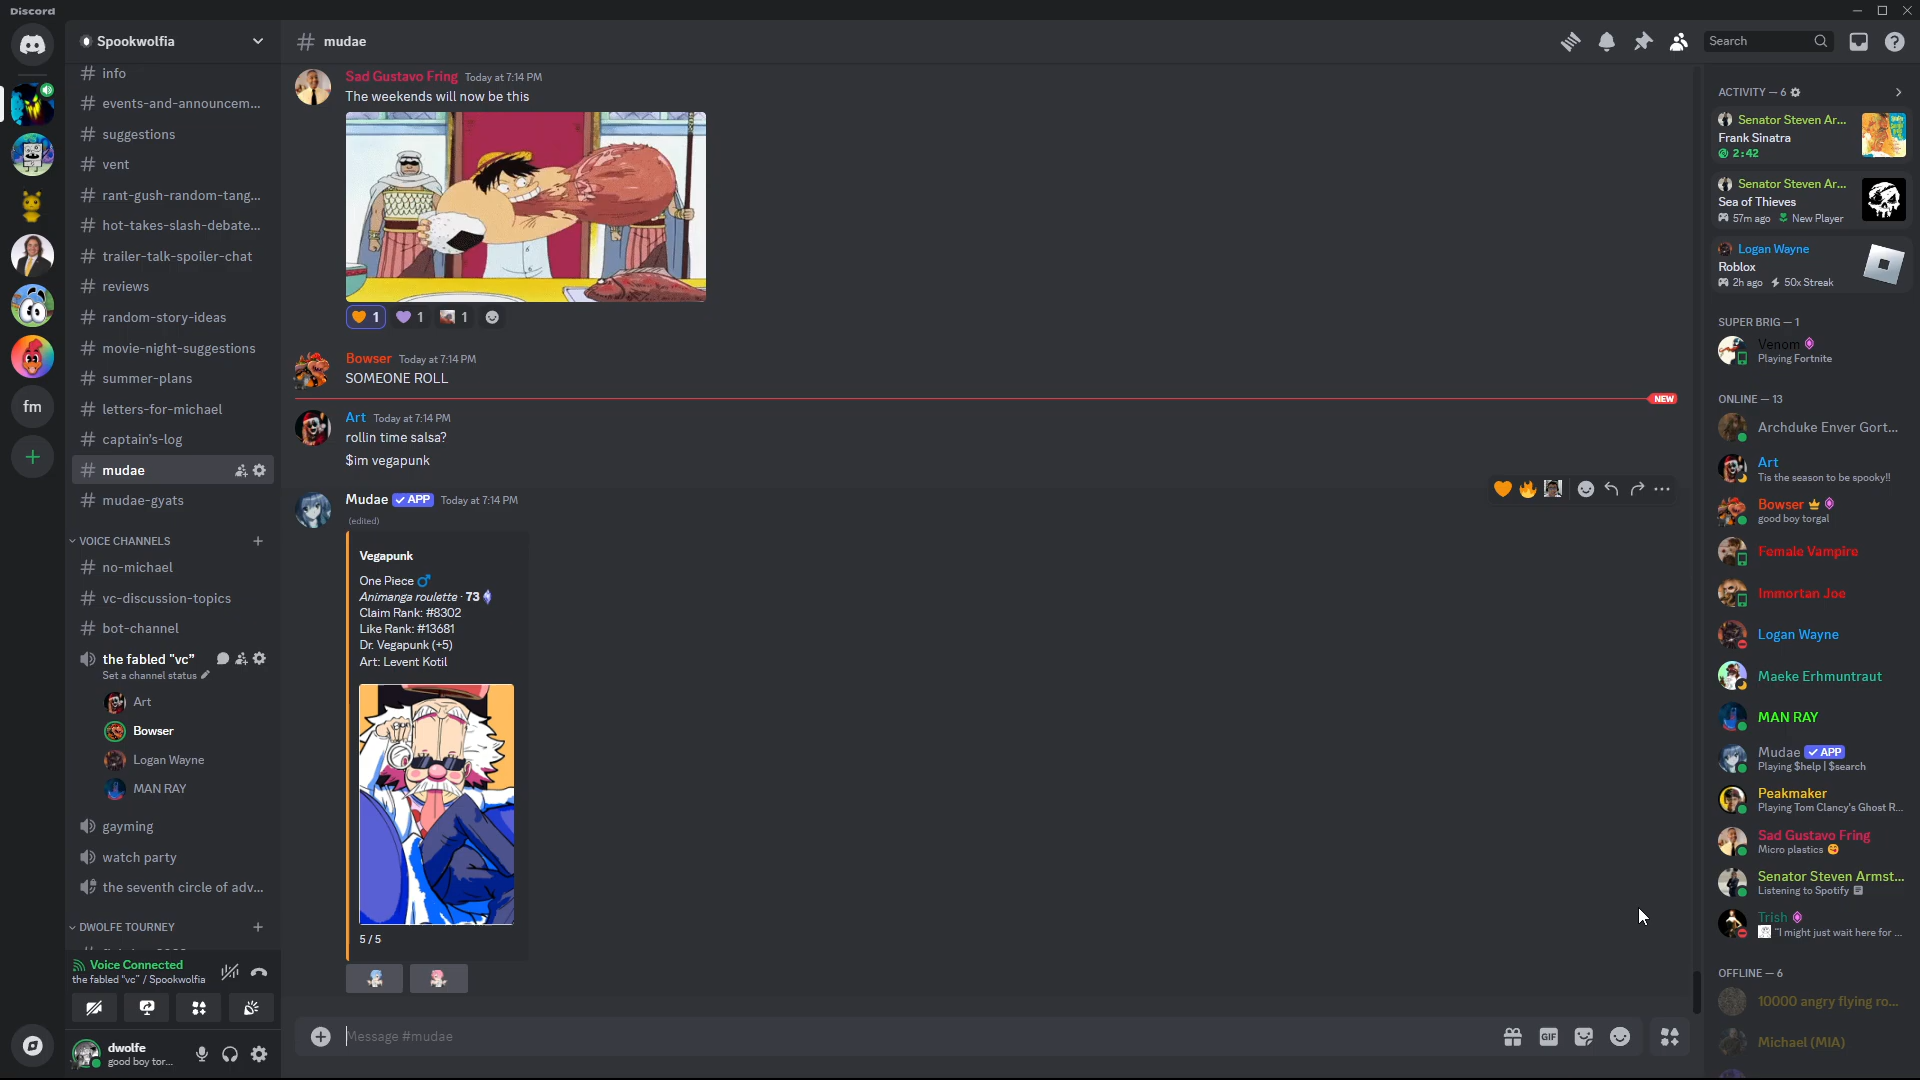 Discord
Spookwolfia
info
events-and-announcem...
suggestions
vent
rant-gush-random-tang...
hot-takes-slash-debate...
trailer-talk-spoiler-chat
reviews
random-story-ideas
movie-night-suggestions
summer-plans
letters-for-michael
captain's-log
mudae
mudae-gyats
VOICE CHANNELS
no-michael
vc-discussion-topics
bot-channel
the fabled "vc"
Set a channel status
Art
Bowser
Logan Wayne
MAN RAY
gayming
watch party
the seventh circle of adv...
DWOLFE TOURNEY
Voice Connected
the fabled "vc" / Spookwolfia
dwolfe
good boy tor...
fm
# mudae
Search
Sad Gustavo Fring Today at 7:14 PM
The weekends will now be this
1 1 1
Bowser Today at 7:14 PM
SOMEONE ROLL
NEW
Art Today at 7:14 PM
rollin time salsa?
$im vegapunk
Mudae APP Today at 7:14 PM
(edited)
Vegapunk
One Piece
Animanga roulette · 73
Claim Rank: #8302
Like Rank: #13681
Dr. Vegapunk (+5)
Art: Levent Kotil
5 / 5
Message #mudae
GIF
ACTIVITY — 6
Senator Steven Ar...
Frank Sinatra
2:42
Senator Steven Ar...
Sea of Thieves
57m ago New Player
Logan Wayne
Roblox
2h ago 50x Streak
SUPER BRIG — 1
Venom
Playing Fortnite
ONLINE — 13
Archduke Enver Gort...
Art
Tis the season to be spooky!!
Bowser
good boy torgal
Female Vampire
Immortan Joe
Logan Wayne
Maeke Erhmuntraut
MAN RAY
Mudae APP
Playing $help | $search
Peakmaker
Playing Tom Clancy's Ghost R...
Sad Gustavo Fring
Micro plastics
Senator Steven Armst...
Listening to Spotify
Trish
"I might just wait here for ...
OFFLINE — 6
10000 angry flying ro...
Michael (MIA)